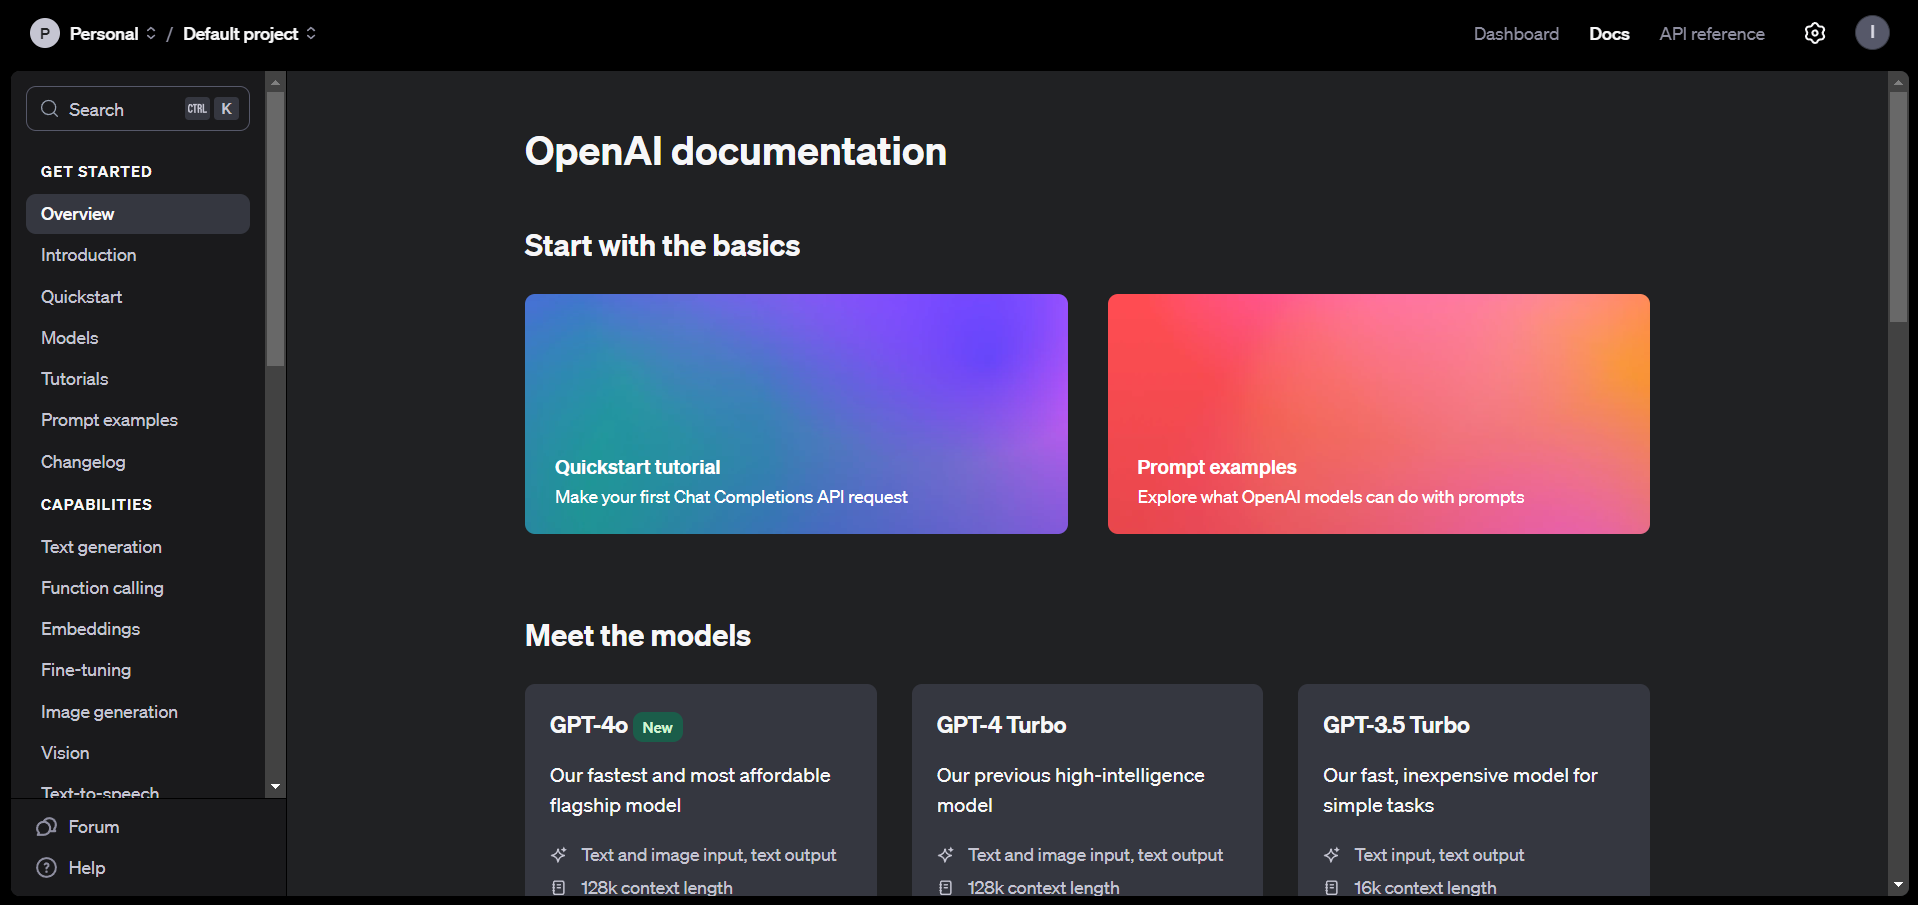 P Personal / Default project
Dashboard Docs API reference I
Search CTRL K
GET STARTED
Overview
Introduction
Quickstart
Models
Tutorials
Prompt examples
Changelog
CAPABILITIES
Text generation
Function calling
Embeddings
Fine-tuning
Image generation
Vision
Text-to-speech
Forum
Help
OpenAI documentation
Start with the basics
Quickstart tutorial
Make your first Chat Completions API request
Prompt examples
Explore what OpenAI models can do with prompts
Meet the models
GPT-4o New
Our fastest and most affordable
flagship model
Text and image input, text output
128k context length
GPT-4 Turbo
Our previous high-intelligence
model
Text and image input, text output
128k context length
GPT-3.5 Turbo
Our fast, inexpensive model for
simple tasks
Text input, text output
16k context length